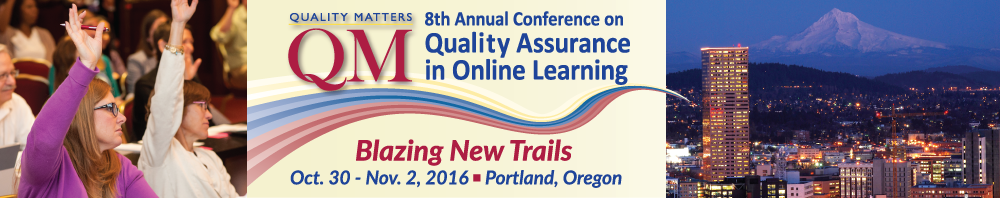 QUALITY MATTERS
QM
8th Annual Conference on
Quality Assurance
in Online Learning
Blazing New Trails
Oct. 30 - Nov. 2, 2016 ▪ Portland, Oregon